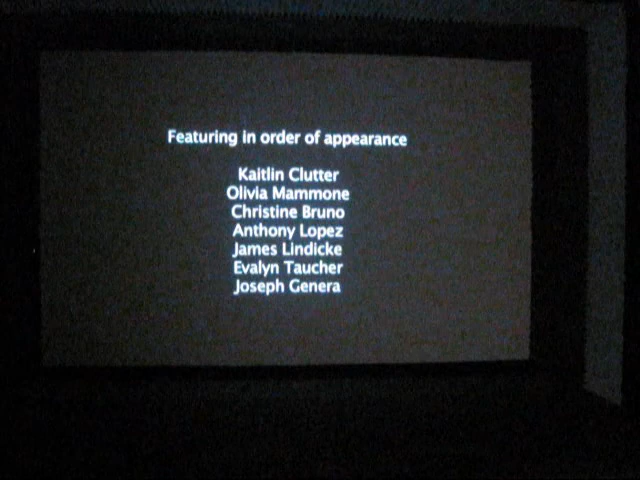 Featuring in order of appearance
Kaitlin Clutter
Olivia Mammone
Christine Bruno
Anthony Lopez
James Lindicke
Evalyn Taucher
Joseph Genera